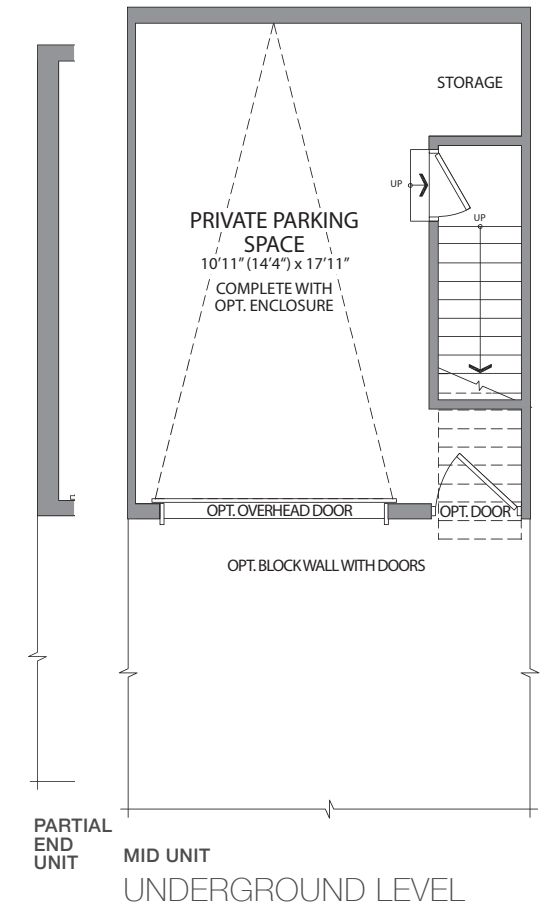 STORAGE
UP
UP
PRIVATE PARKING
SPACE
10'11" (14'4") x 17'11"
COMPLETE WITH
OPT. ENCLOSURE
OPT. OVERHEAD DOOR
OPT. DOOR
OPT. BLOCK WALL WITH DOORS
PARTIAL
END
UNIT
MID UNIT
UNDERGROUND LEVEL